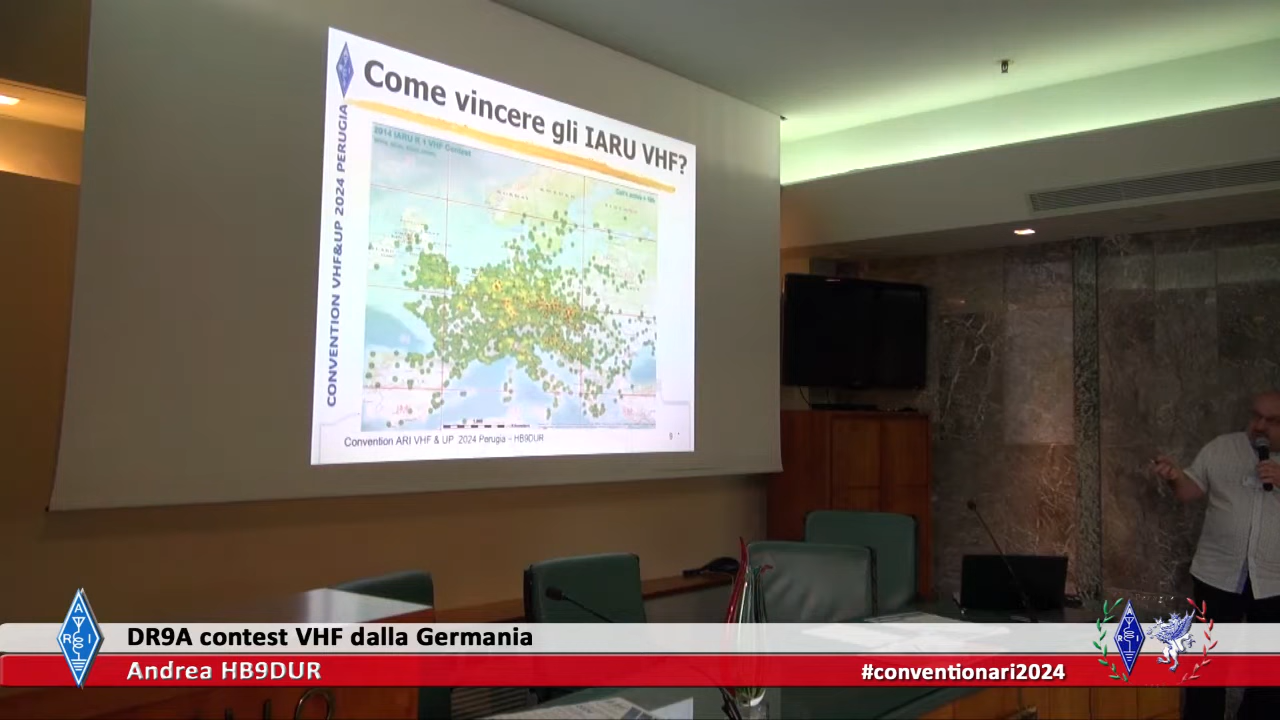 Come vincere gli IARU VHF?
CONVENTION VHF&UP 2024 PERUGIA
2014 IARU R 1 VHF Contest
Convention ARI VHF & UP 2024 Perugia – HB9DUR
9
DR9A contest VHF dalla Germania
Andrea HB9DUR
#conventionari2024
A
R I